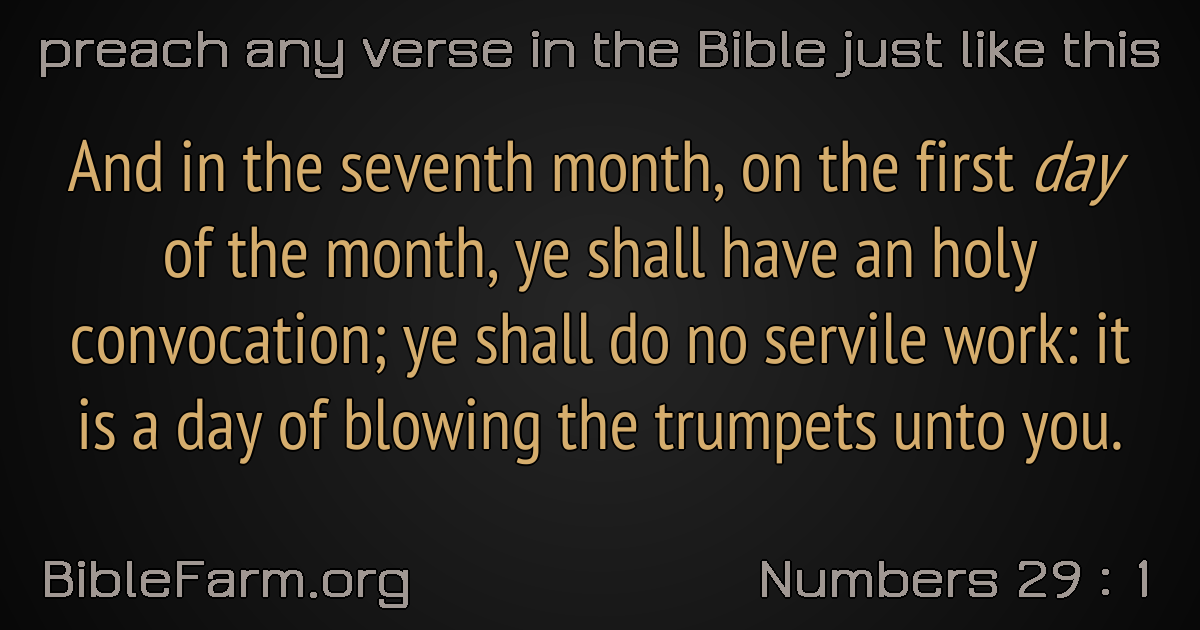 preach any verse in the Bible just like this
And in the seventh month, on the first day
of the month, ye shall have an holy
convocation; ye shall do no servile work: it
is a day of blowing the trumpets unto you.
BibleFarm.org
Numbers 29 : 1